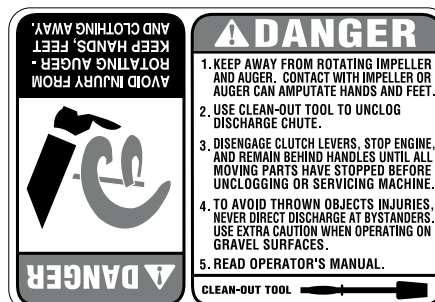 AVOID INJURY FROM
ROTATING AUGER -
KEEP HANDS, FEET
AND CLOTHING AWAY.
DANGER
DANGER
1. KEEP AWAY FROM ROTATING IMPELLER
AND AUGER. CONTACT WITH IMPELLER OR
AUGER CAN AMPUTATE HANDS AND FEET.
2. USE CLEAN-OUT TOOL TO UNCLOG
DISCHARGE CHUTE.
3. DISENGAGE CLUTCH LEVERS, STOP ENGINE,
AND REMAIN BEHIND HANDLES UNTIL ALL
MOVING PARTS HAVE STOPPED BEFORE
UNCLOGGING OR SERVICING MACHINE.
4. TO AVOID THROWN OBJECTS INJURIES,
NEVER DIRECT DISCHARGE AT BYSTANDERS.
USE EXTRA CAUTION WHEN OPERATING ON
GRAVEL SURFACES.
5. READ OPERATOR'S MANUAL.
CLEAN-OUT TOOL